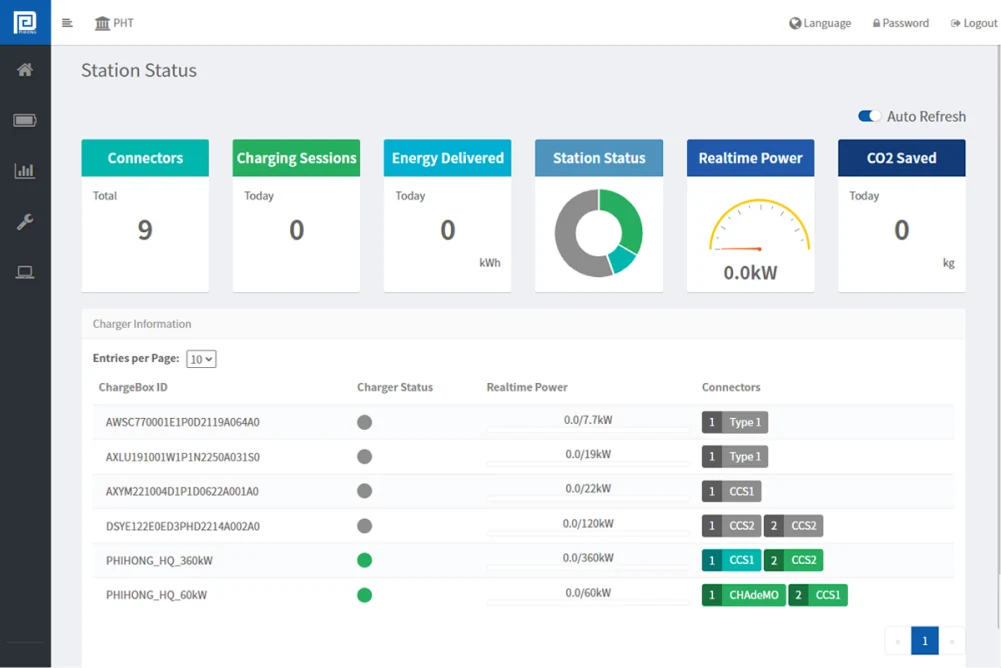 PHIHONG
PHT
Language Password Logout
Station Status
Auto Refresh
Connectors
Total
9
Charging Sessions
Today
0
Energy Delivered
Today
0
kWh
Station Status
Realtime Power
0.0kW
CO2 Saved
Today
0
kg
Charger Information
Entries per Page: 10
ChargeBox ID Charger Status Realtime Power Connectors
AWSC770001E1P0D2119A064A0 0.0/7.7kW 1 Type 1
AXLU191001W1P1N2250A031S0 0.0/19kW 1 Type 1
AXYM221004D1P1D0622A001A0 0.0/22kW 1 CCS1
DSYE122E0ED3PHD2214A002A0 0.0/120kW 1 CCS2 2 CCS2
PHIHONG_HQ_360kW 0.0/360kW 1 CCS1 2 CCS2
PHIHONG_HQ_60kW 0.0/60kW 1 CHAdeMO 2 CCS1
« 1 »